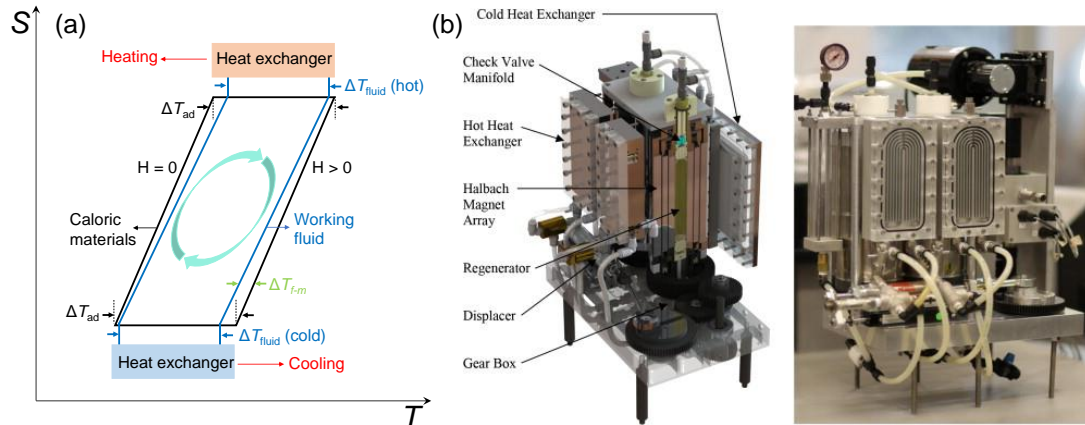 S
(a)
Heating
Heat exchanger
ΔT_fluid (hot)
ΔT_ad
H = 0
H > 0
Caloric
materials
Working
fluid
ΔT_f-m
ΔT_ad
ΔT_fluid (cold)
Heat exchanger
Cooling
T
(b)
Cold Heat Exchanger
Check Valve
Manifold
Hot Heat
Exchanger
Halbach
Magnet
Array
Regenerator
Displacer
Gear Box